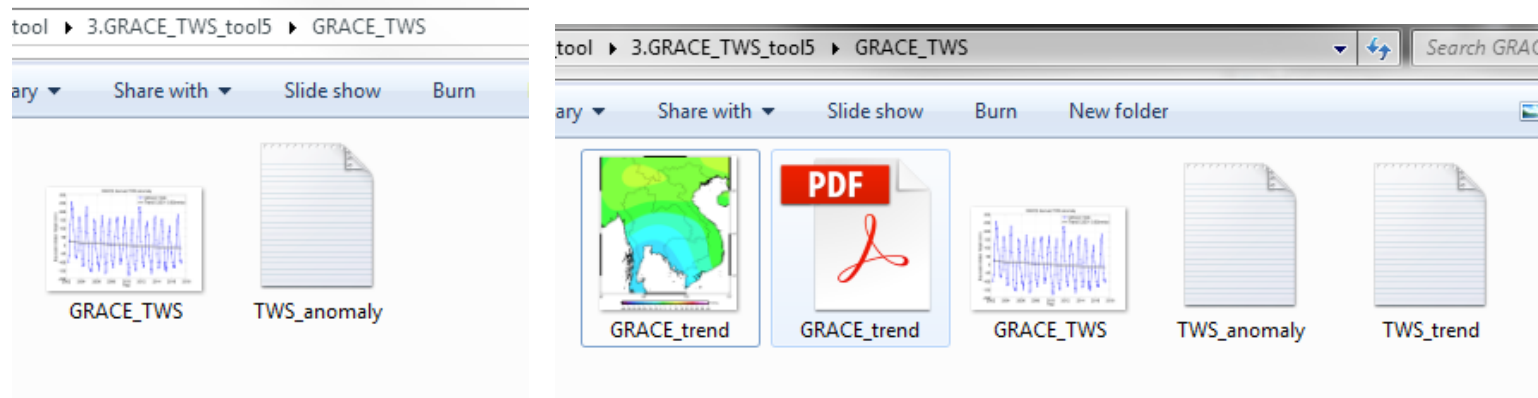 tool ▸ 3.GRACE_TWS_tool5 ▸ GRACE_TWS
ary ▾ Share with ▾ Slide show Burn
GRACE_TWS TWS_anomaly
_tool ▸ 3.GRACE_TWS_tool5 ▸ GRACE_TWS Search GRAC
ary ▾ Share with ▾ Slide show Burn New folder
PDF
GRACE_trend GRACE_trend GRACE_TWS TWS_anomaly TWS_trend